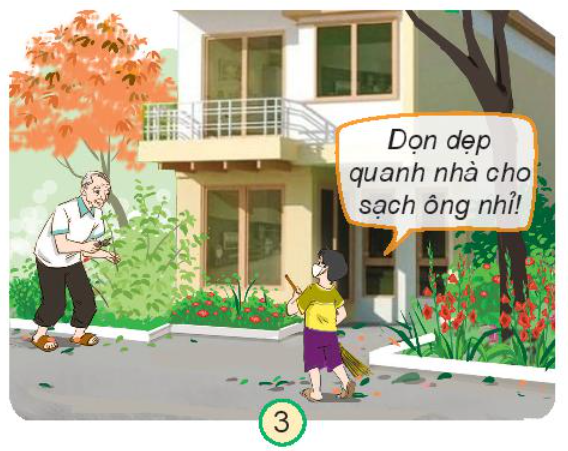 Dọn dẹp
quanh nhà cho
sạch ông nhỉ!
3